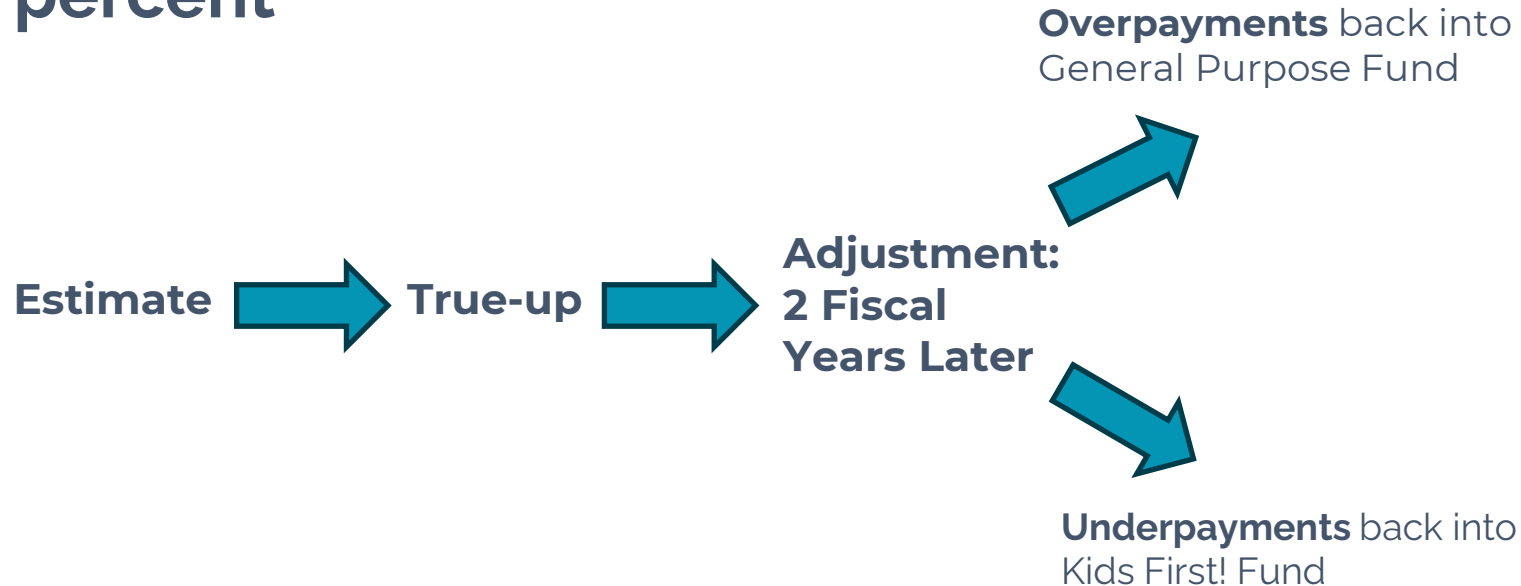 percent
Overpayments back into
General Purpose Fund
Estimate
True-up
Adjustment:
2 Fiscal
Years Later
Underpayments back into
Kids First! Fund